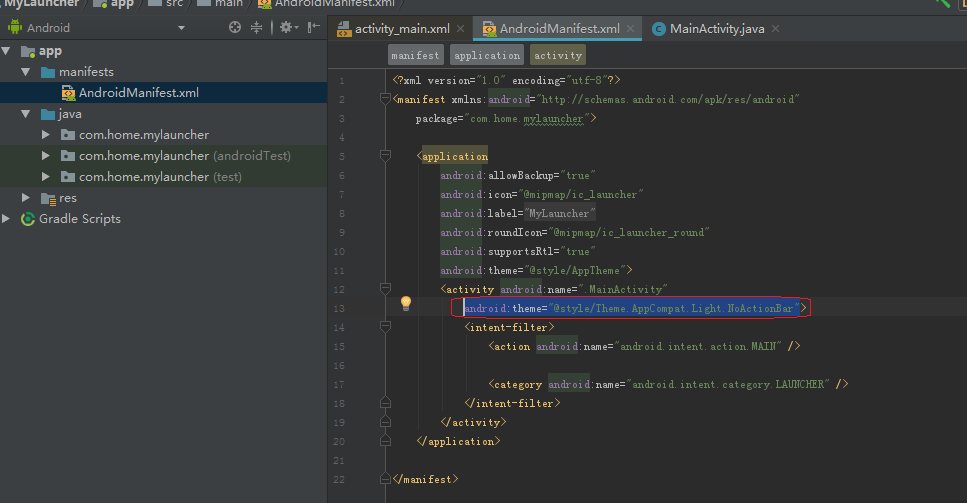 MyLauncher app src main AndroidManifest.xml
Android
activity_main.xml AndroidManifest.xml MainActivity.java
app
manifests
AndroidManifest.xml
java
com.home.mylauncher
com.home.mylauncher (androidTest)
com.home.mylauncher (test)
res
Gradle Scripts
manifest application activity
1 <?xml version="1.0" encoding="utf-8"?>
2 <manifest xmlns:android="http://schemas.android.com/apk/res/android"
3 package="com.home.mylauncher">
4
5 <application
6 android:allowBackup="true"
7 android:icon="@mipmap/ic_launcher"
8 android:label="MyLauncher"
9 android:roundIcon="@mipmap/ic_launcher_round"
10 android:supportsRtl="true"
11 android:theme="@style/AppTheme">
12 <activity android:name=".MainActivity"
13 android:theme="@style/Theme.AppCompat.Light.NoActionBar">
14 <intent-filter>
15 <action android:name="android.intent.action.MAIN" />
16
17 <category android:name="android.intent.category.LAUNCHER" />
18 </intent-filter>
19 </activity>
20 </application>
21
22 </manifest>